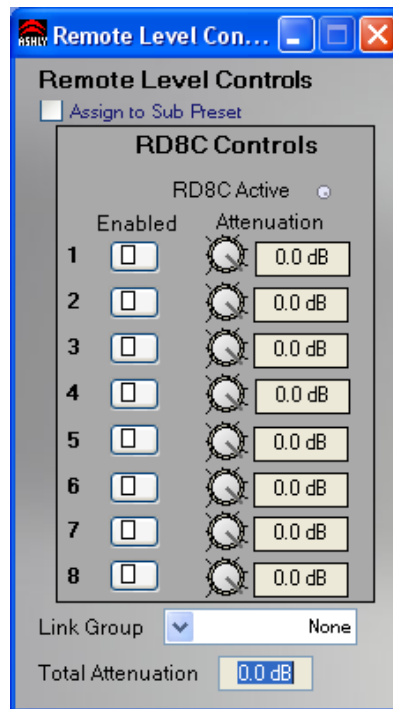 ASHLY Remote Level Con...
Remote Level Controls
Assign to Sub Preset
RD8C Controls
RD8C Active
Enabled Attenuation
1 0.0 dB
2 0.0 dB
3 0.0 dB
4 0.0 dB
5 0.0 dB
6 0.0 dB
7 0.0 dB
8 0.0 dB
Link Group None
Total Attenuation 0.0 dB